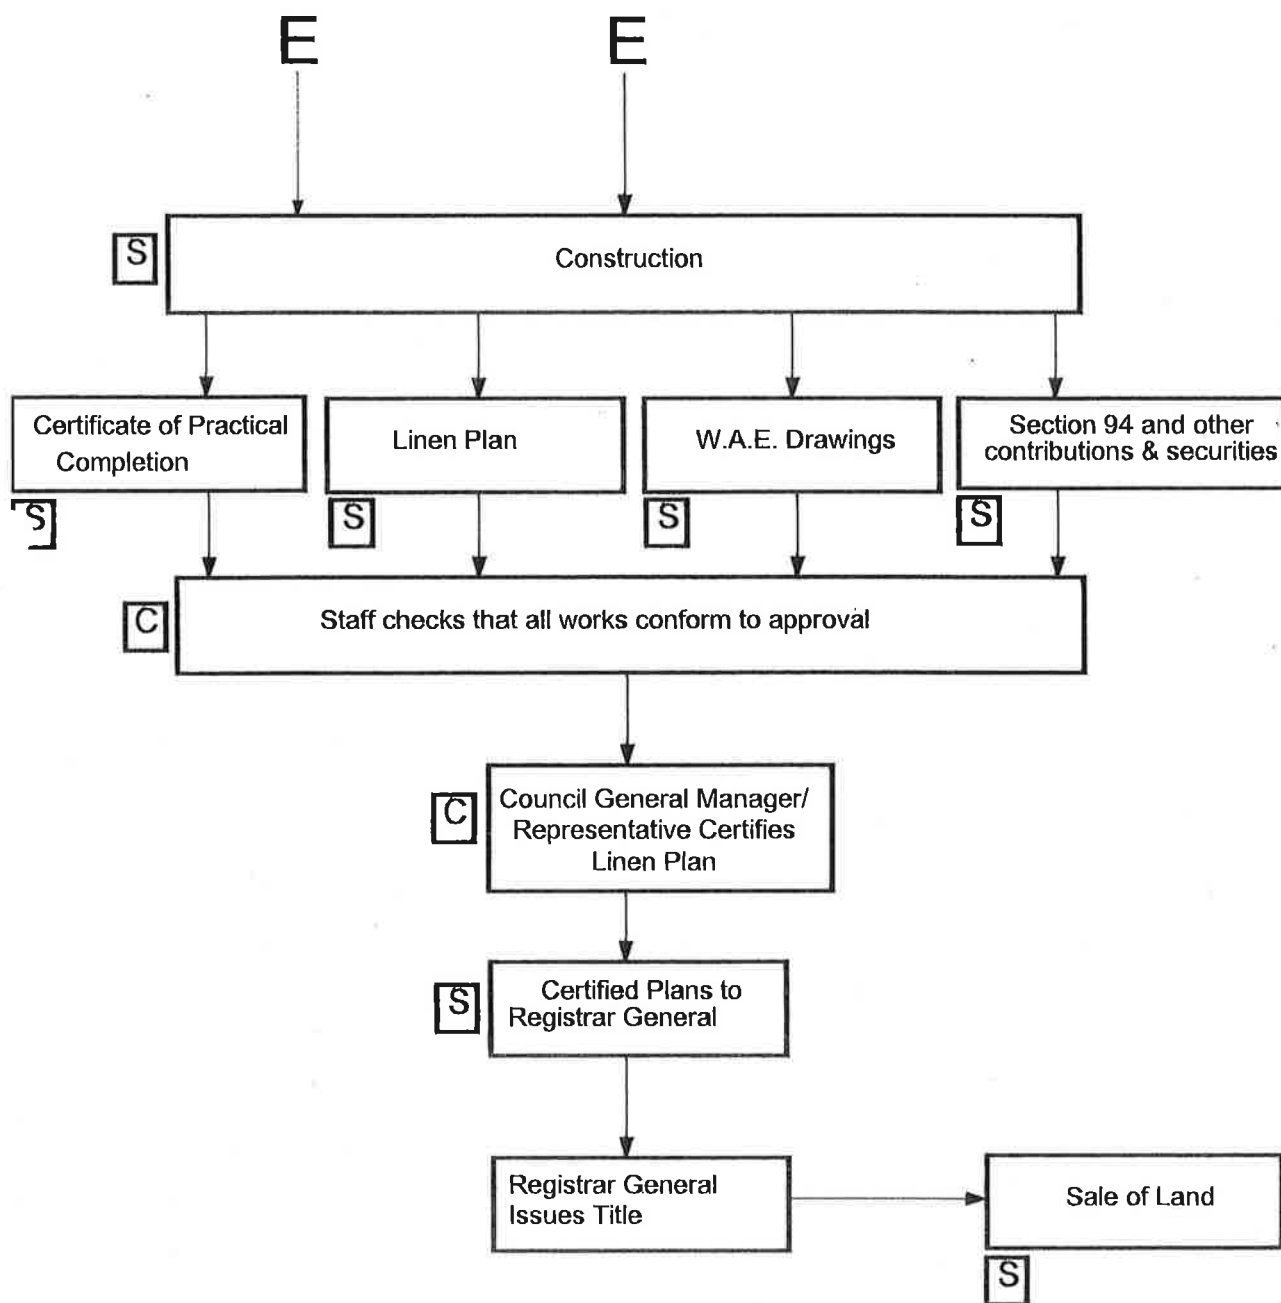 E
E
S
Construction
Certificate of Practical
Completion
Linen Plan
W.A.E. Drawings
Section 94 and other
contributions & securities
S
S
S
S
C
Staff checks that all works conform to approval
C
Council General Manager/
Representative Certifies
Linen Plan
S
Certified Plans to
Registrar General
Registrar General
Issues Title
Sale of Land
S